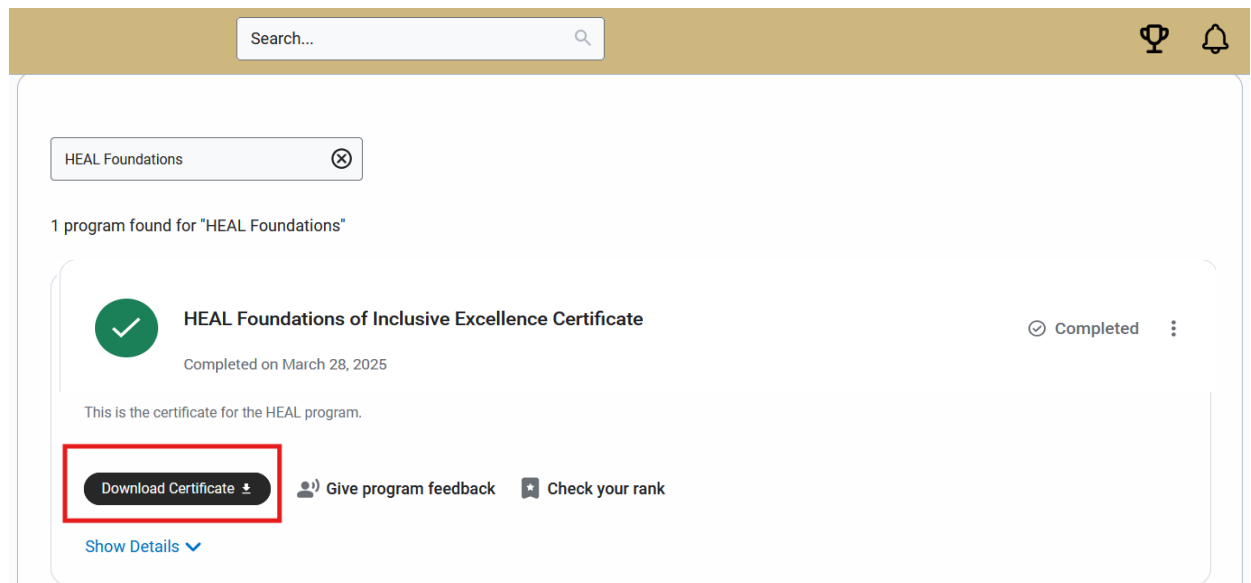 Search...
HEAL Foundations
1 program found for "HEAL Foundations"
HEAL Foundations of Inclusive Excellence Certificate
Completed
Completed on March 28, 2025
This is the certificate for the HEAL program.
Download Certificate Give program feedback Check your rank
Show Details